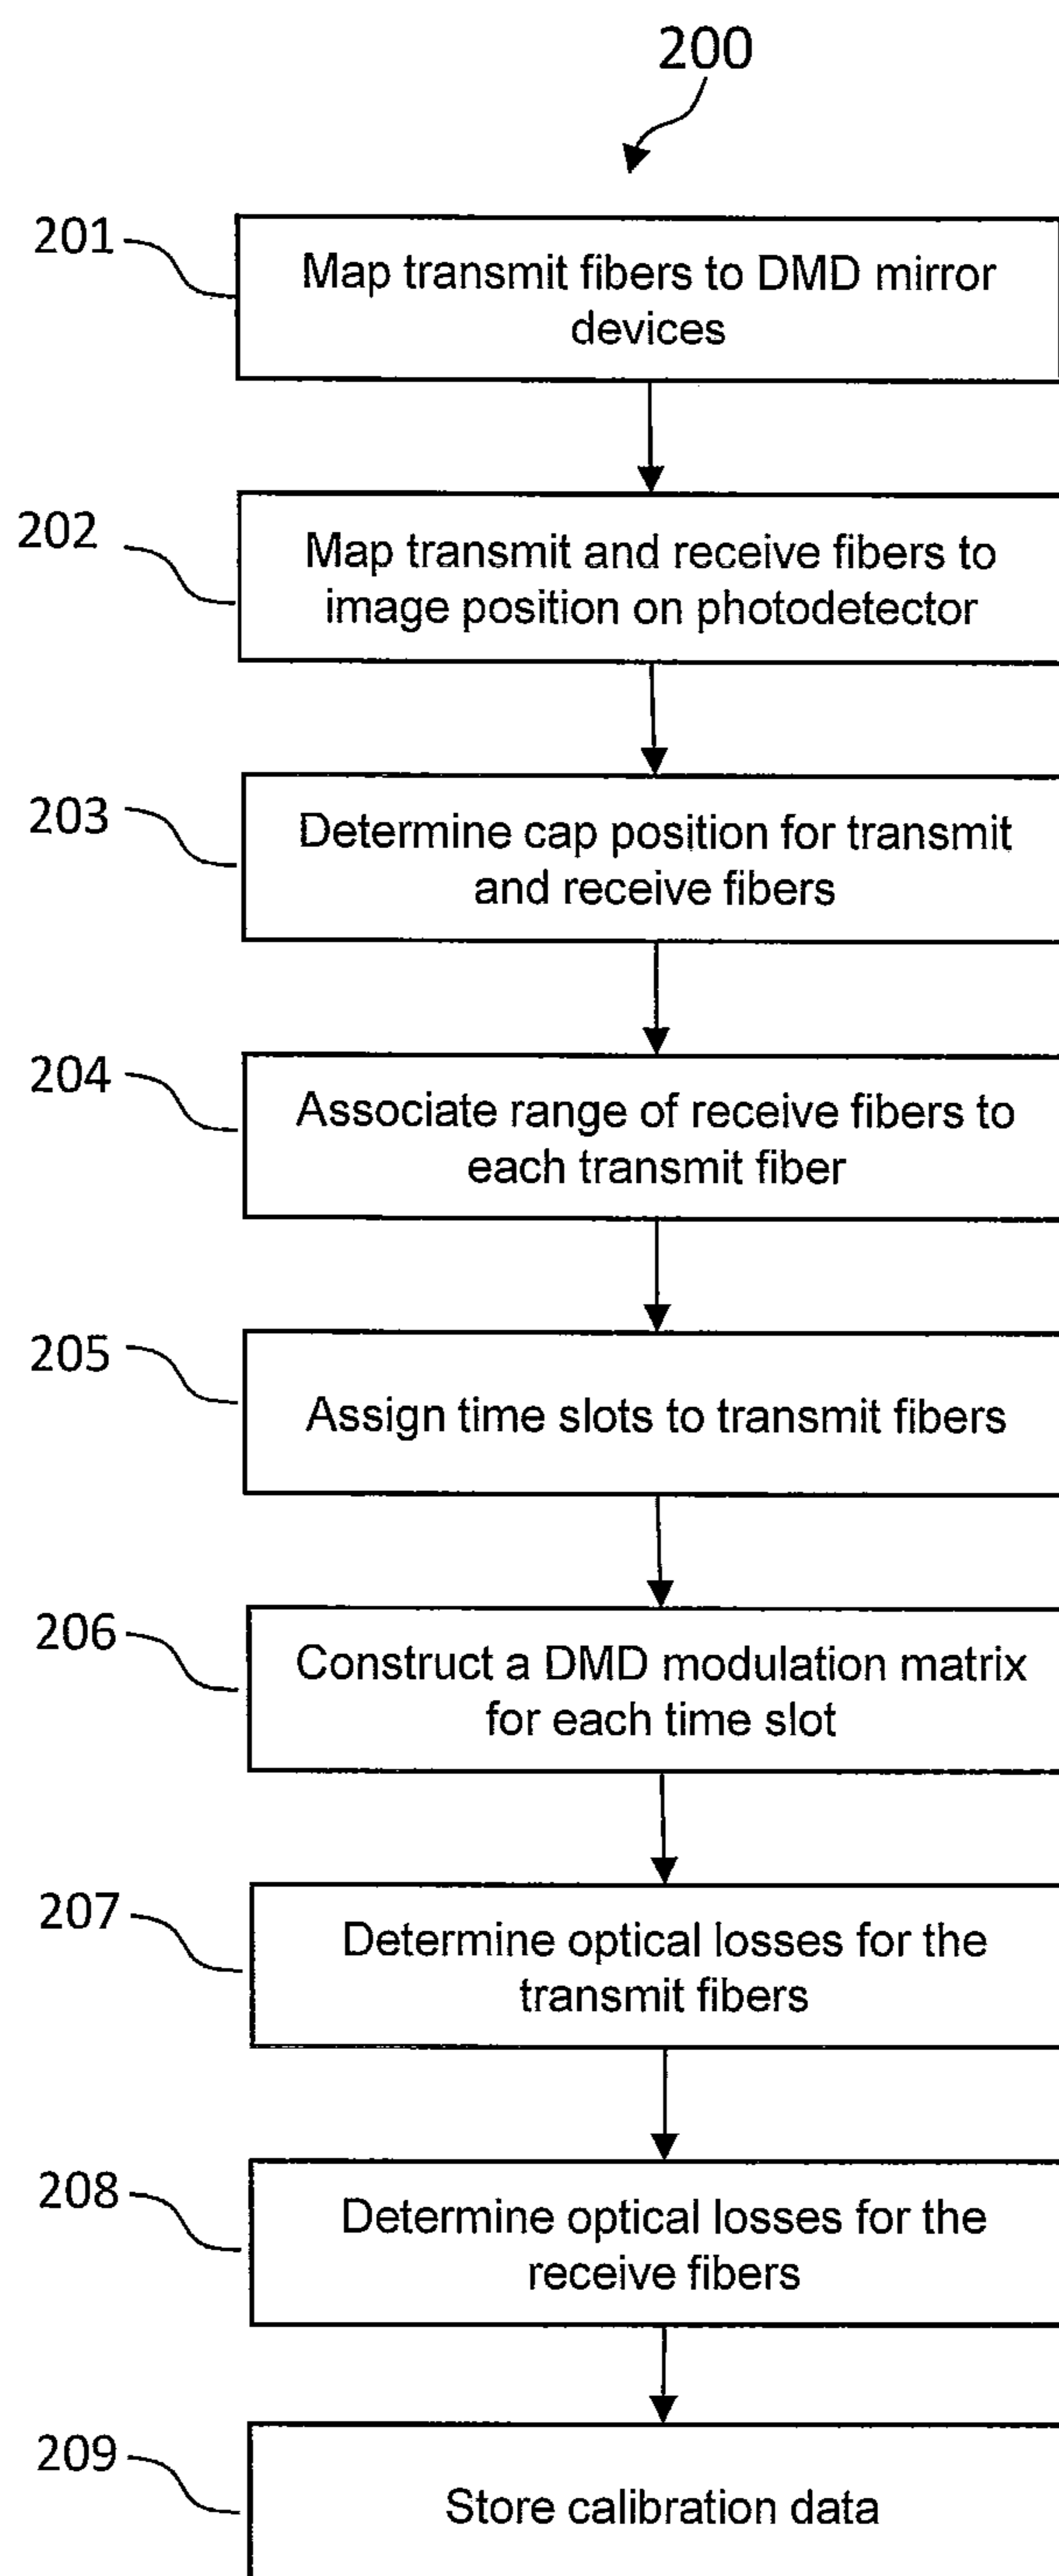 200
201
Map transmit fibers to DMD mirror
devices
202
Map transmit and receive fibers to
image position on photodetector
203
Determine cap position for transmit
and receive fibers
204
Associate range of receive fibers to
each transmit fiber
205
Assign time slots to transmit fibers
206
Construct a DMD modulation matrix
for each time slot
207
Determine optical losses for the
transmit fibers
208
Determine optical losses for the
receive fibers
209
Store calibration data